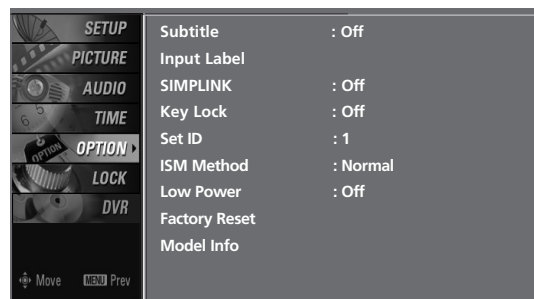 SETUP
PICTURE
AUDIO
TIME
OPTION
LOCK
DVR
Move MENU Prev
Subtitle : Off
Input Label
SIMPLINK : Off
Key Lock : Off
Set ID : 1
ISM Method : Normal
Low Power : Off
Factory Reset
Model Info